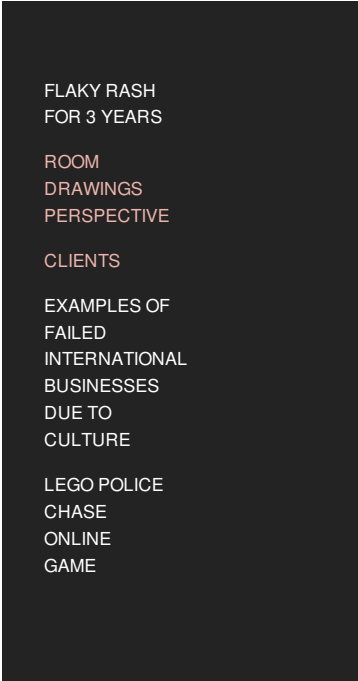 FLAKY RASH
FOR 3 YEARS
ROOM
DRAWINGS
PERSPECTIVE
CLIENTS
EXAMPLES OF
FAILED
INTERNATIONAL
BUSINESSES
DUE TO
CULTURE
LEGO POLICE
CHASE
ONLINE
GAME